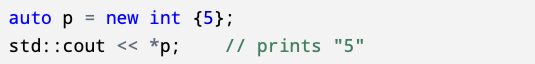 auto p = new int {5};
std::cout << *p;    // prints "5"